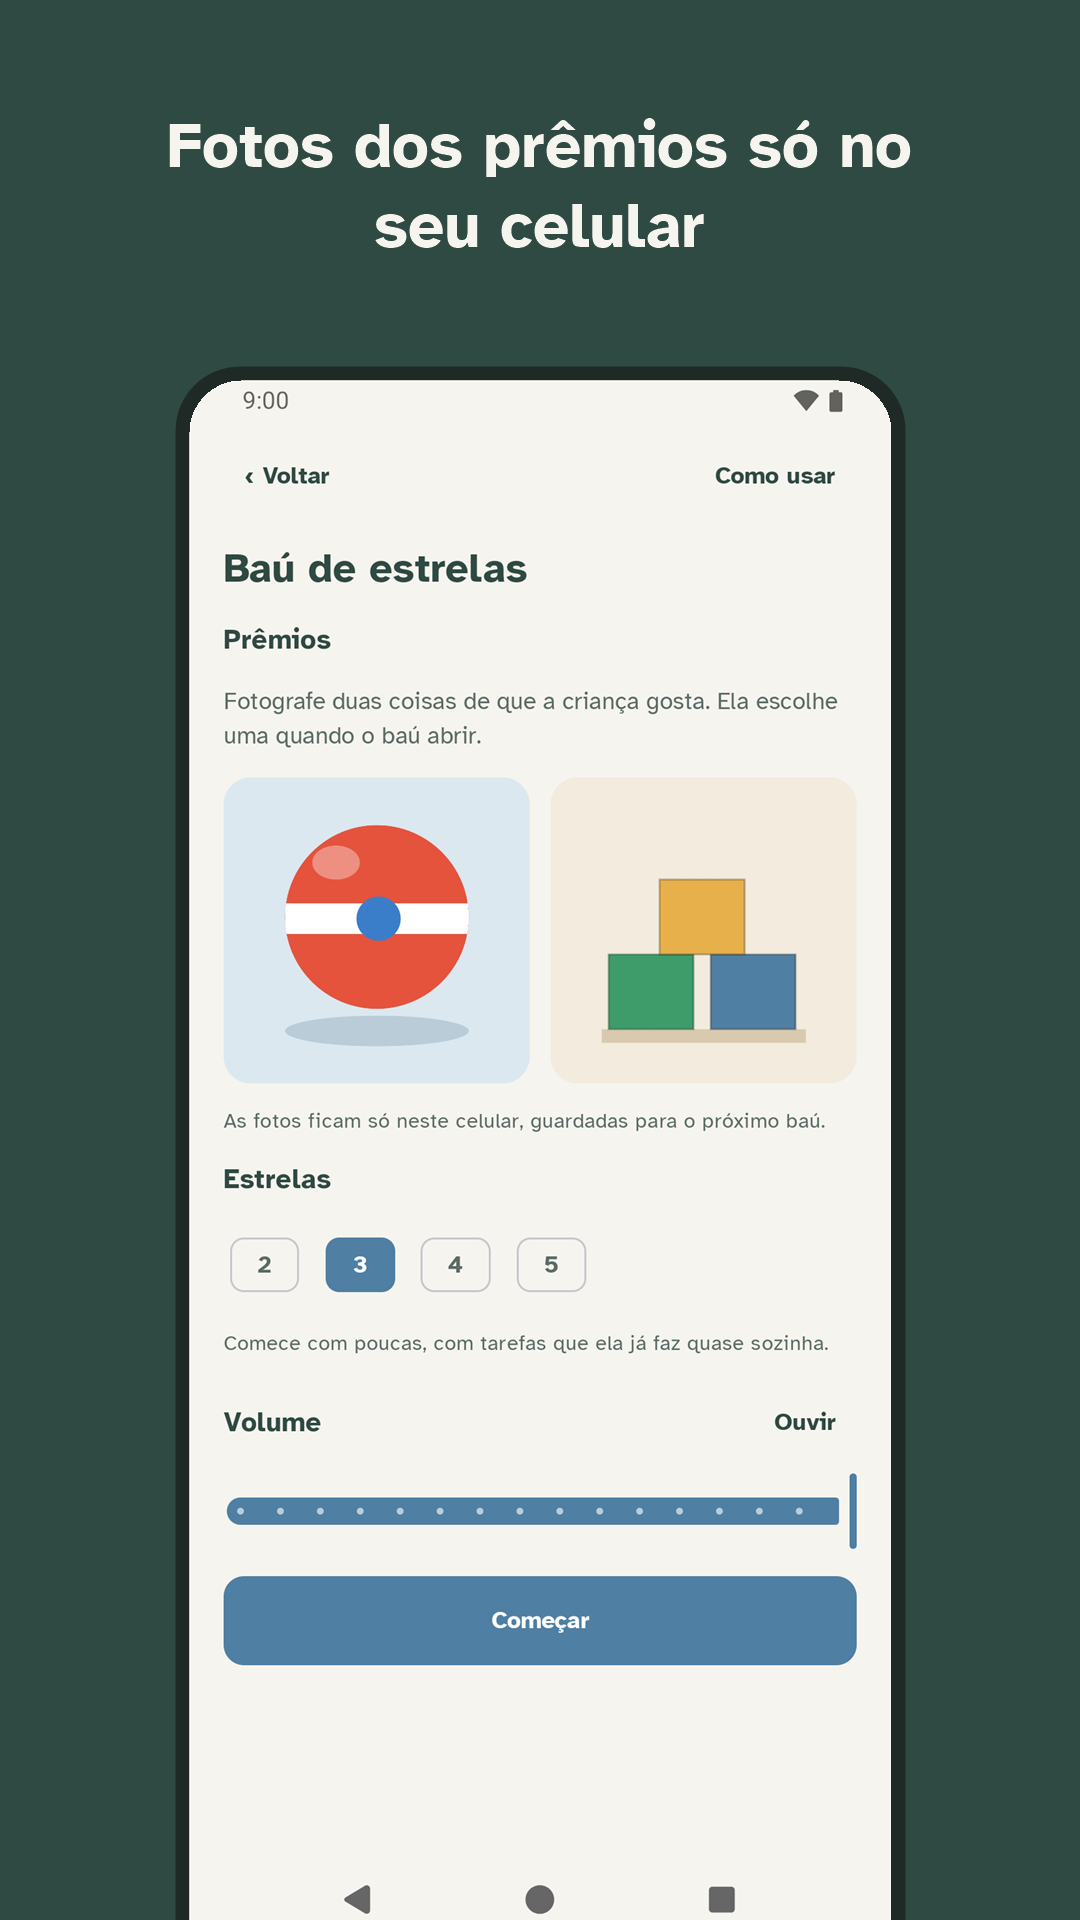 Fotos dos prêmios só no
seu celular
9:00
‹ Voltar
Como usar
Baú de estrelas
Prêmios
Fotografe duas coisas de que a criança gosta. Ela escolhe
uma quando o baú abrir.
As fotos ficam só neste celular, guardadas para o próximo baú.
Estrelas
2 3 4 5
Comece com poucas, com tarefas que ela já faz quase sozinha.
Volume
Ouvir
Começar